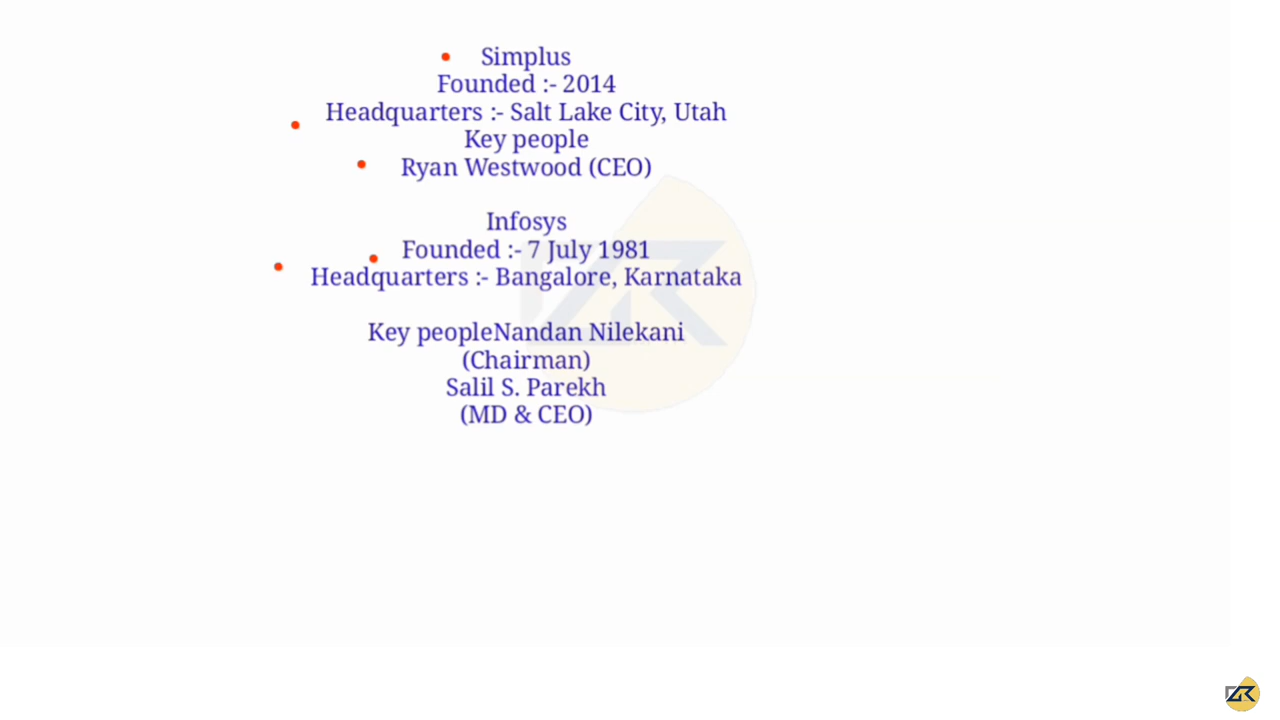 Simplus
Founded :- 2014
Headquarters :- Salt Lake City, Utah
Key people
Ryan Westwood (CEO)
Infosys
Founded :- 7 July 1981
Headquarters :- Bangalore, Karnataka
Key peopleNandan Nilekani
(Chairman)
Salil S. Parekh
(MD & CEO)